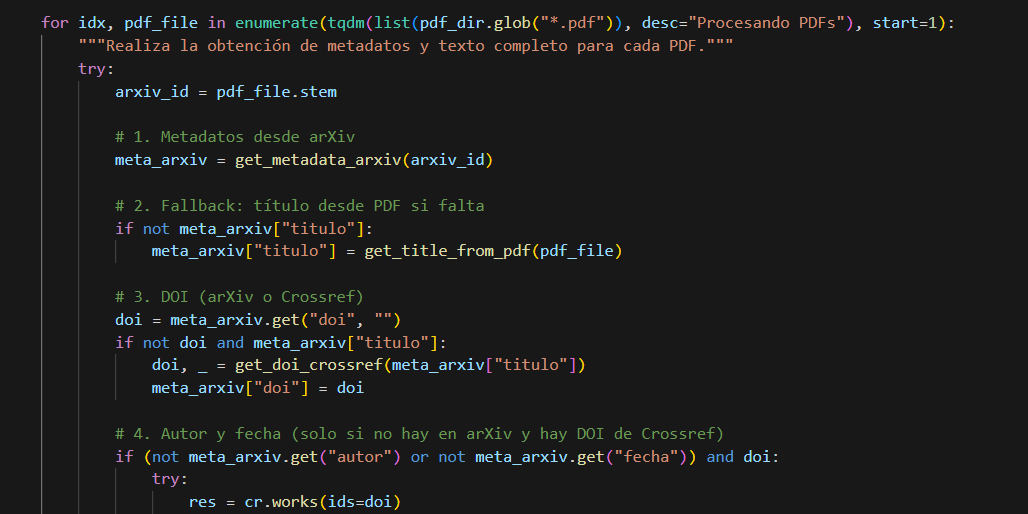 for idx, pdf_file in enumerate(tqdm(list(pdf_dir.glob("*.pdf")), desc="Procesando PDFs"), start=1):
    """Realiza la obtención de metadatos y texto completo para cada PDF."""
    try:
        arxiv_id = pdf_file.stem

        # 1. Metadatos desde arXiv
        meta_arxiv = get_metadata_arxiv(arxiv_id)

        # 2. Fallback: título desde PDF si falta
        if not meta_arxiv["titulo"]:
            meta_arxiv["titulo"] = get_title_from_pdf(pdf_file)

        # 3. DOI (arXiv o Crossref)
        doi = meta_arxiv.get("doi", "")
        if not doi and meta_arxiv["titulo"]:
            doi, _ = get_doi_crossref(meta_arxiv["titulo"])
            meta_arxiv["doi"] = doi

        # 4. Autor y fecha (solo si no hay en arXiv y hay DOI de Crossref)
        if (not meta_arxiv.get("autor") or not meta_arxiv.get("fecha")) and doi:
            try:
                res = cr.works(ids=doi)